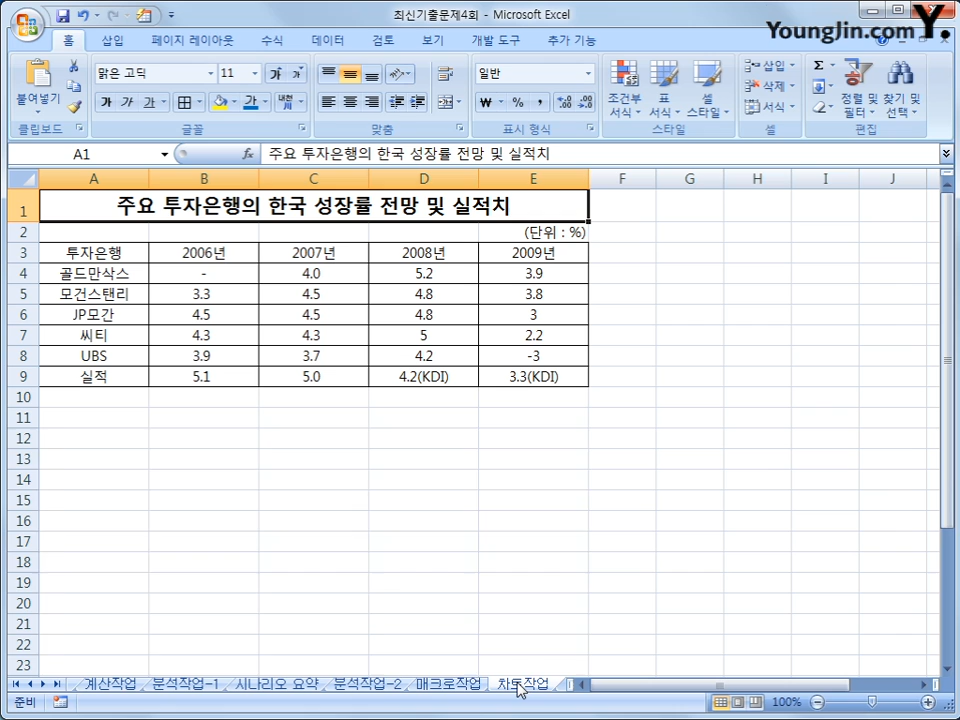 최신기출문제4회 - Microsoft Excel
YoungJin.com Y.
홈 삽입 페이지 레이아웃 수식 데이터 검토 보기 개발 도구 추가 기능
붙여넣기
맑은 고딕 11
가 가 가
일반
조건부 서식
표 서식
셀 스타일
삽입
삭제
서식
정렬 및 필터
찾기 및 선택
클립보드 글꼴 맞춤 표시 형식 스타일 셀 편집
A1 fx 주요 투자은행의 한국 성장률 전망 및 실적치
A B C D E F G H I J
1 주요 투자은행의 한국 성장률 전망 및 실적치
2 (단위 : %)
3 투자은행 2006년 2007년 2008년 2009년
4 골드만삭스 - 4.0 5.2 3.9
5 모건스탠리 3.3 4.5 4.8 3.8
6 JP모간 4.5 4.5 4.8 3
7 씨티 4.3 4.3 5 2.2
8 UBS 3.9 3.7 4.2 -3
9 실적 5.1 5.0 4.2(KDI) 3.3(KDI)
10
11
12
13
14
15
16
17
18
19
20
21
22
23
계산작업 분석작업-1 시나리오 요약 분석작업-2 매크로작업 차트작업
준비 100%